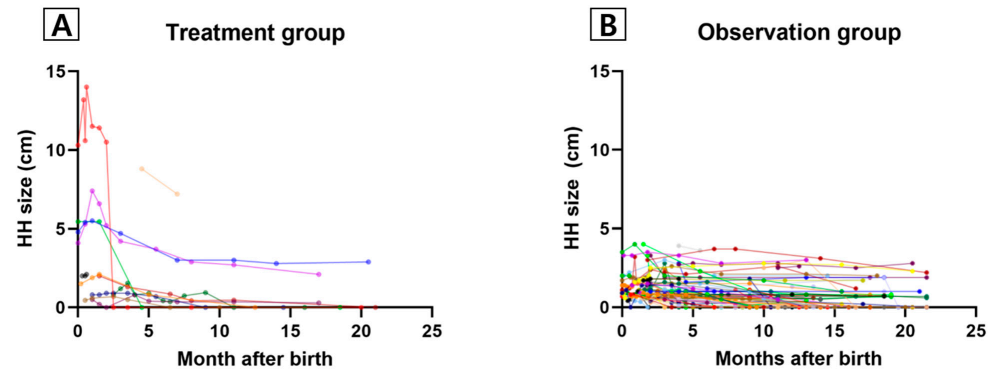 A
Treatment group
15
10
5
0
HH size (cm)
0 5 10 15 20 25
Month after birth
B
Observation group
15
10
5
0
HH size (cm)
0 5 10 15 20 25
Months after birth